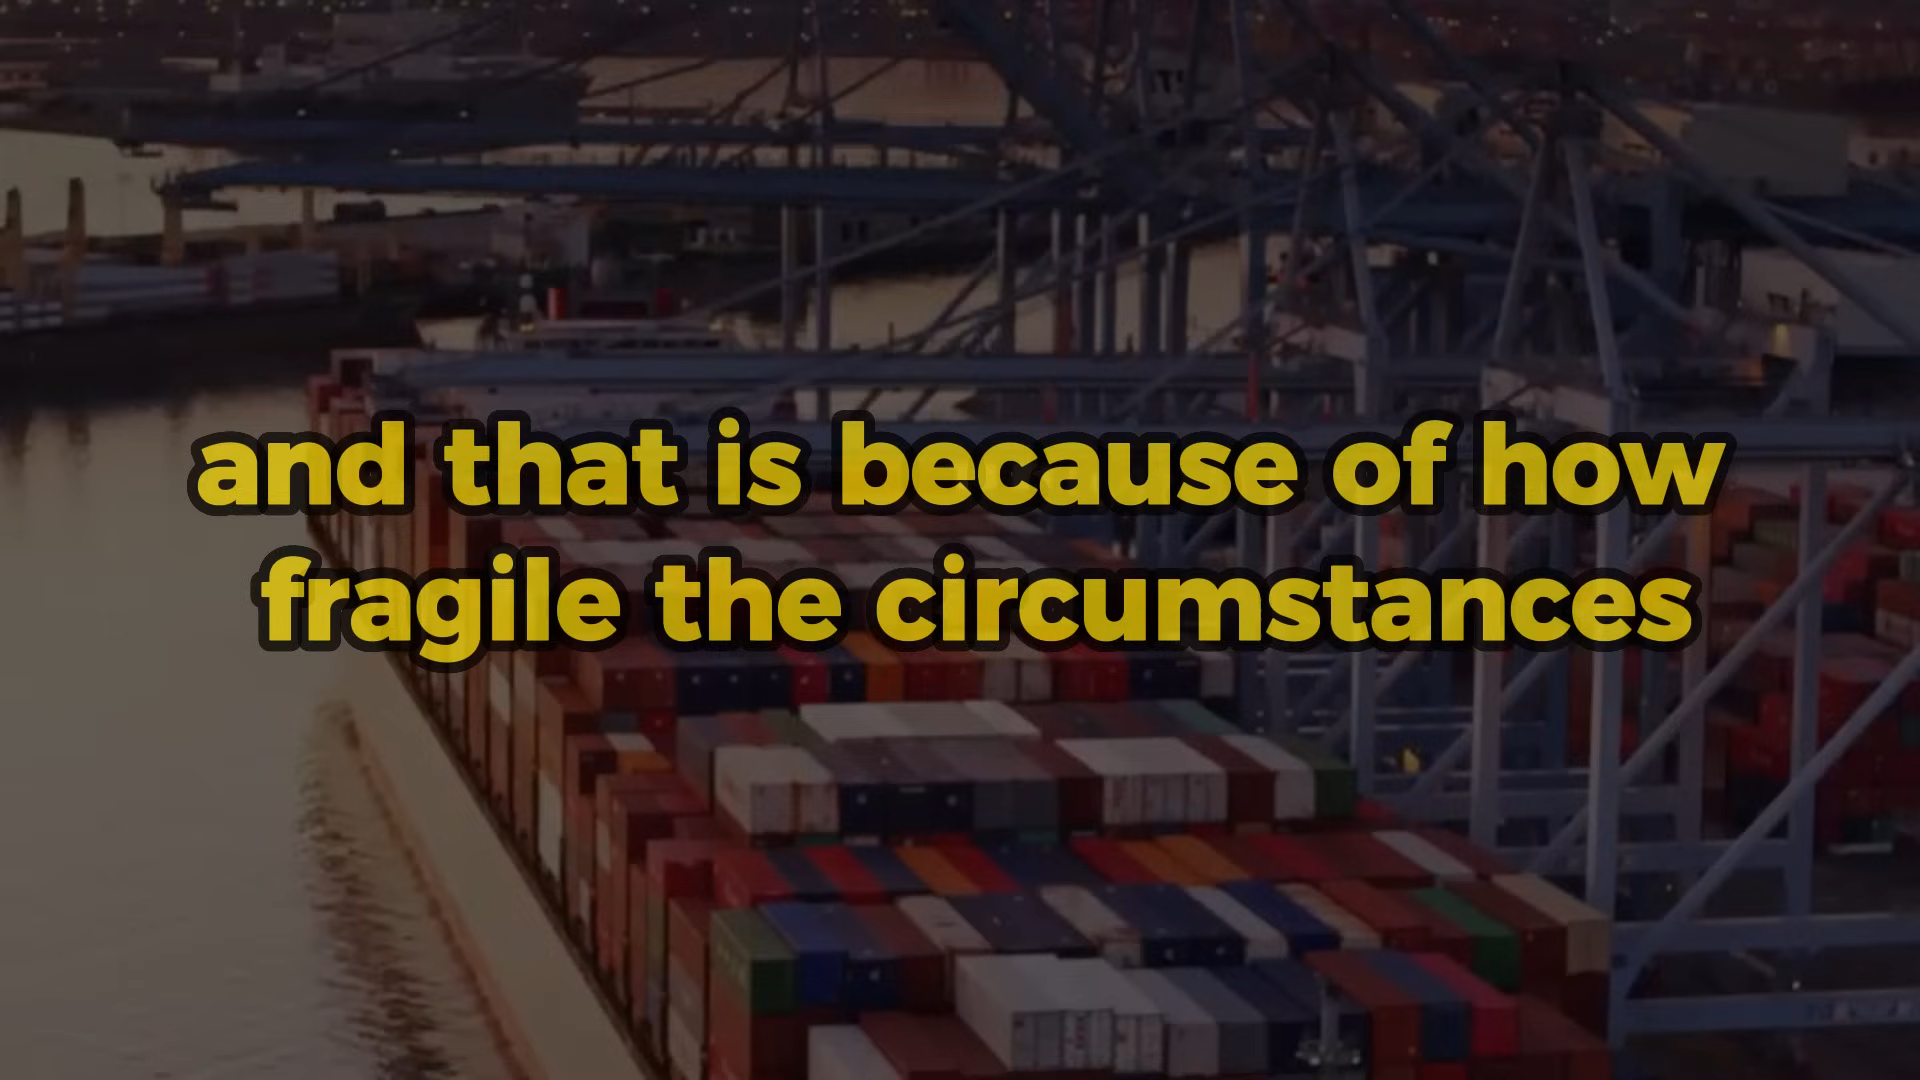 and that is because of how
fragile the circumstances